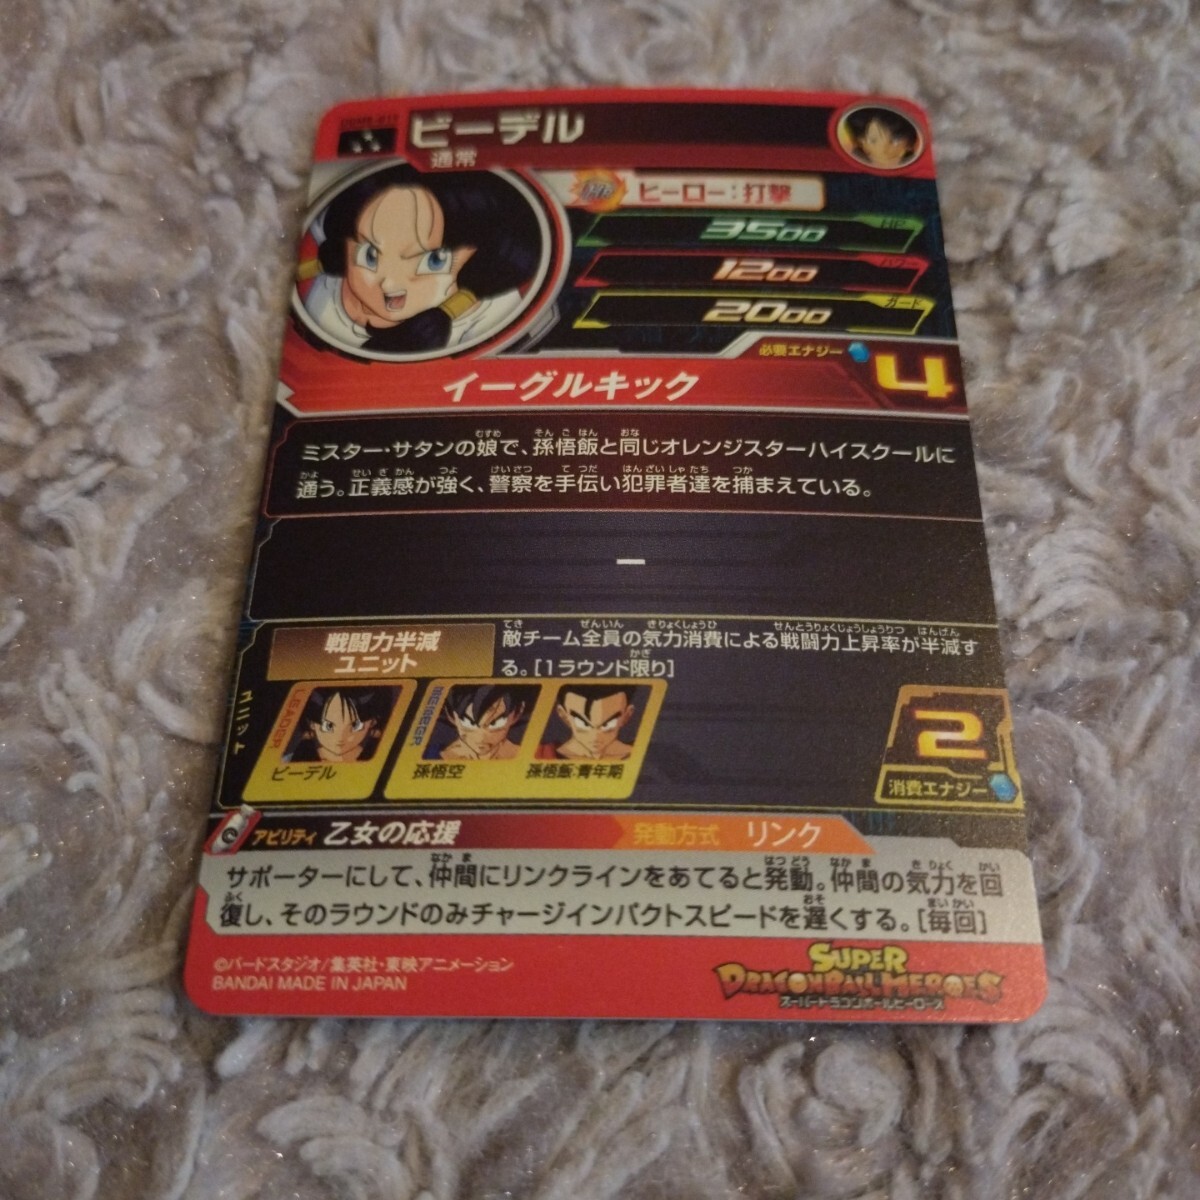 ビーデル
通常
ヒーロー:打撃
3500 HP
1200 パワー
2000 ガード
必要エナジー 4
イーグルキック
ミスター・サタンの娘で、孫悟飯と同じオレンジスターハイスクールに
通う。正義感が強く、警察を手伝い犯罪者達を捕まえている。
ー
戦闘力半減
ユニット
敵チーム全員の気力消費による戦闘力上昇率が半減す
る。[1ラウンド限り]
ユニット
LEADER
ビーデル
MEMBER
孫悟空
孫悟飯:青年期
2
消費エナジー
アビリティ 乙女の応援 発動方式 リンク
サポーターにして、仲間にリンクラインをあてると発動。仲間の気力を回
復し、そのラウンドのみチャージインパクトスピードを遅くする。[毎回]
©バードスタジオ/集英社・東映アニメーション
BANDAI MADE IN JAPAN
SUPER
DRAGONBALL HEROES
スーパードラゴンボールヒーローズ